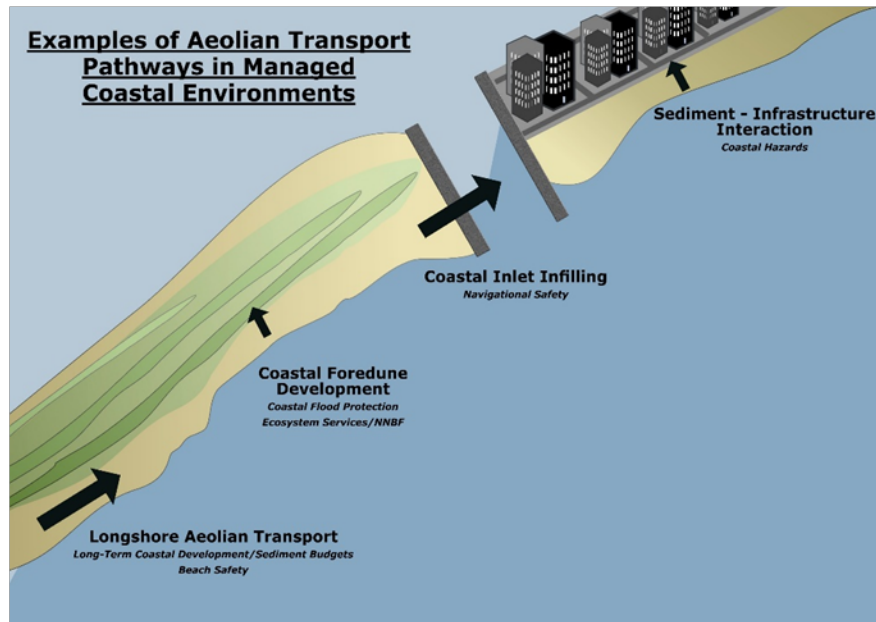 Examples of Aeolian Transport
Pathways in Managed
Coastal Environments
Sediment - Infrastructure
Interaction
Coastal Hazards
Coastal Inlet Infilling
Navigational Safety
Coastal Foredune
Development
Coastal Flood Protection
Ecosystem Services/NNBF
Longshore Aeolian Transport
Long-Term Coastal Development/Sediment Budgets
Beach Safety